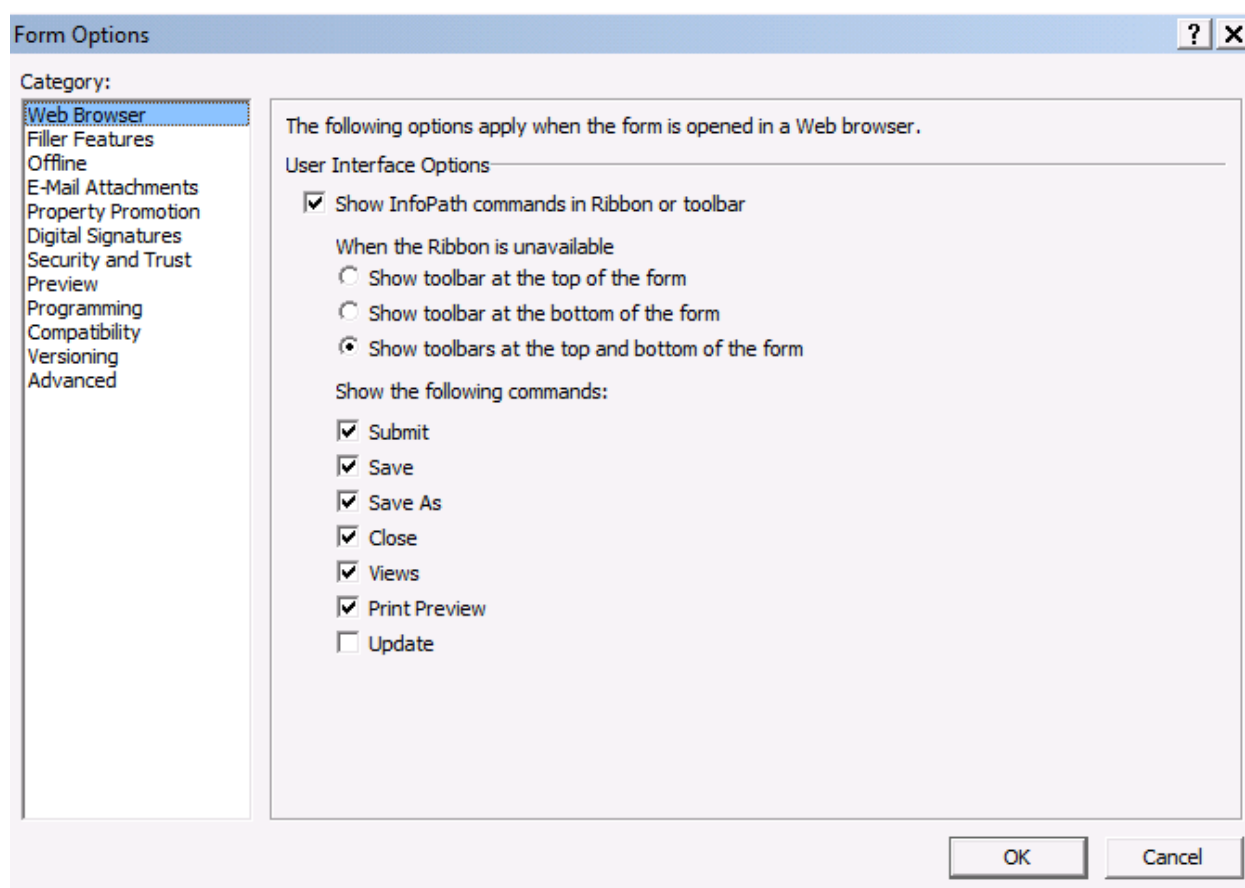 Form Options
Category:
Web Browser
Filler Features
Offline
E-Mail Attachments
Property Promotion
Digital Signatures
Security and Trust
Preview
Programming
Compatibility
Versioning
Advanced
The following options apply when the form is opened in a Web browser.
User Interface Options
Show InfoPath commands in Ribbon or toolbar
When the Ribbon is unavailable
Show toolbar at the top of the form
Show toolbar at the bottom of the form
Show toolbars at the top and bottom of the form
Show the following commands:
Submit
Save
Save As
Close
Views
Print Preview
Update
OK
Cancel